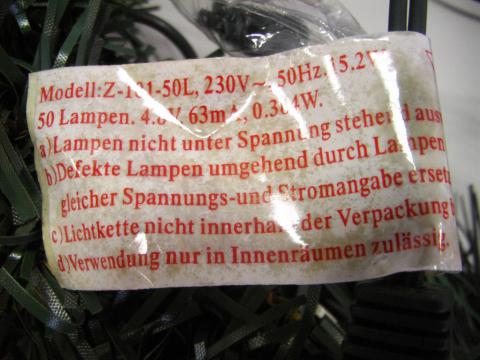 Modell:Z-101-50L, 230V~ 50Hz.15.2W
50 Lampen. 4.8V 63mA, 0.304W.
a)Lampen nicht unter Spannung stehend aus
b)Defekte Lampen umgehend durch Lampen
gleicher Spannungs-und Stromangabe erset
c)Lichtkette nicht innerhalb der Verpackung
d)Verwendung nur in Innenräumen zulässig.